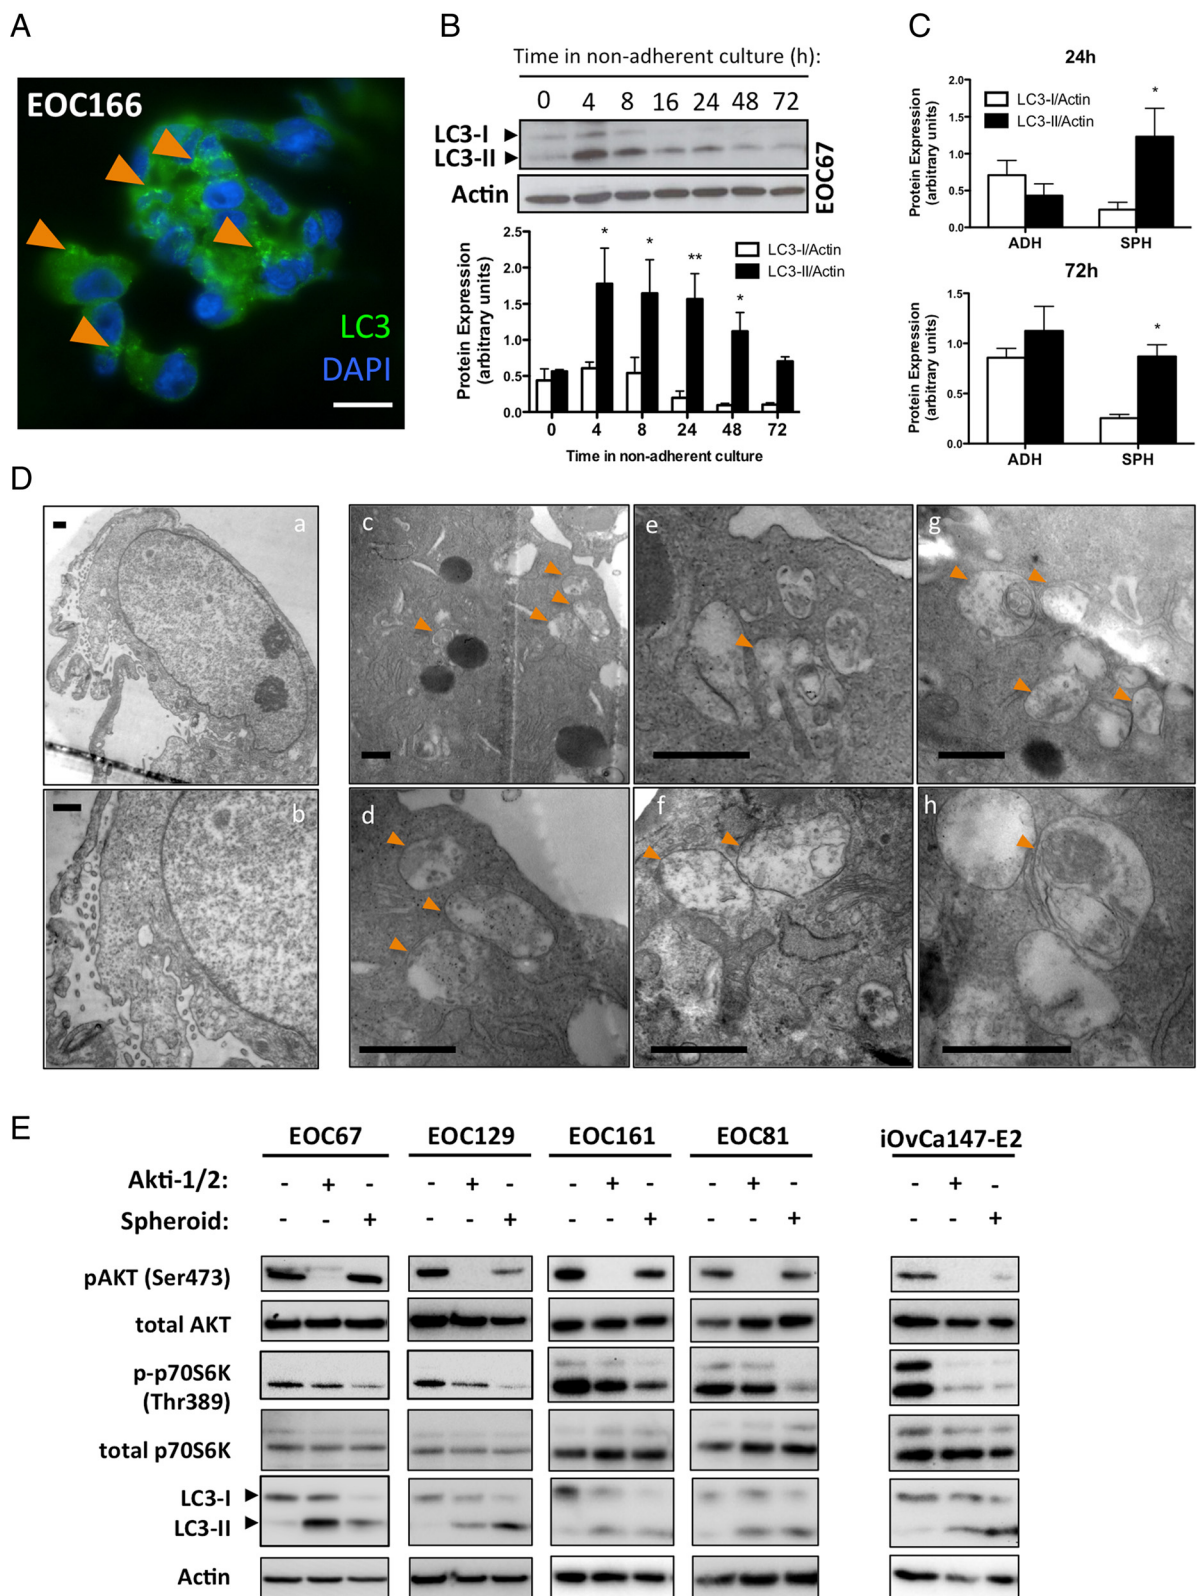 A
EOC166
LC3
DAPI
B
Time in non-adherent culture (h):
0 4 8 16 24 48 72
LC3-I
LC3-II
Actin
EOC67
Protein Expression
(arbitrary units)
2.5
2.0
1.5
1.0
0.5
0.0
* * ** *
LC3-I/Actin
LC3-II/Actin
0 4 8 24 48 72
Time in non-adherent culture
C
24h
Protein Expression
(arbitrary units)
2.0
1.5
1.0
0.5
0.0
LC3-I/Actin
LC3-II/Actin
*
ADH SPH
72h
Protein Expression
(arbitrary units)
1.5
1.0
0.5
0.0
*
ADH SPH
D
a
b
c
d
e
f
g
h
E
EOC67 EOC129 EOC161 EOC81 iOvCa147-E2
Akti-1/2: - + - - + - - + - - + - - + -
Spheroid: - - + - - + - - + - - + - - +
pAKT (Ser473)
total AKT
p-p70S6K
(Thr389)
total p70S6K
LC3-I
LC3-II
Actin